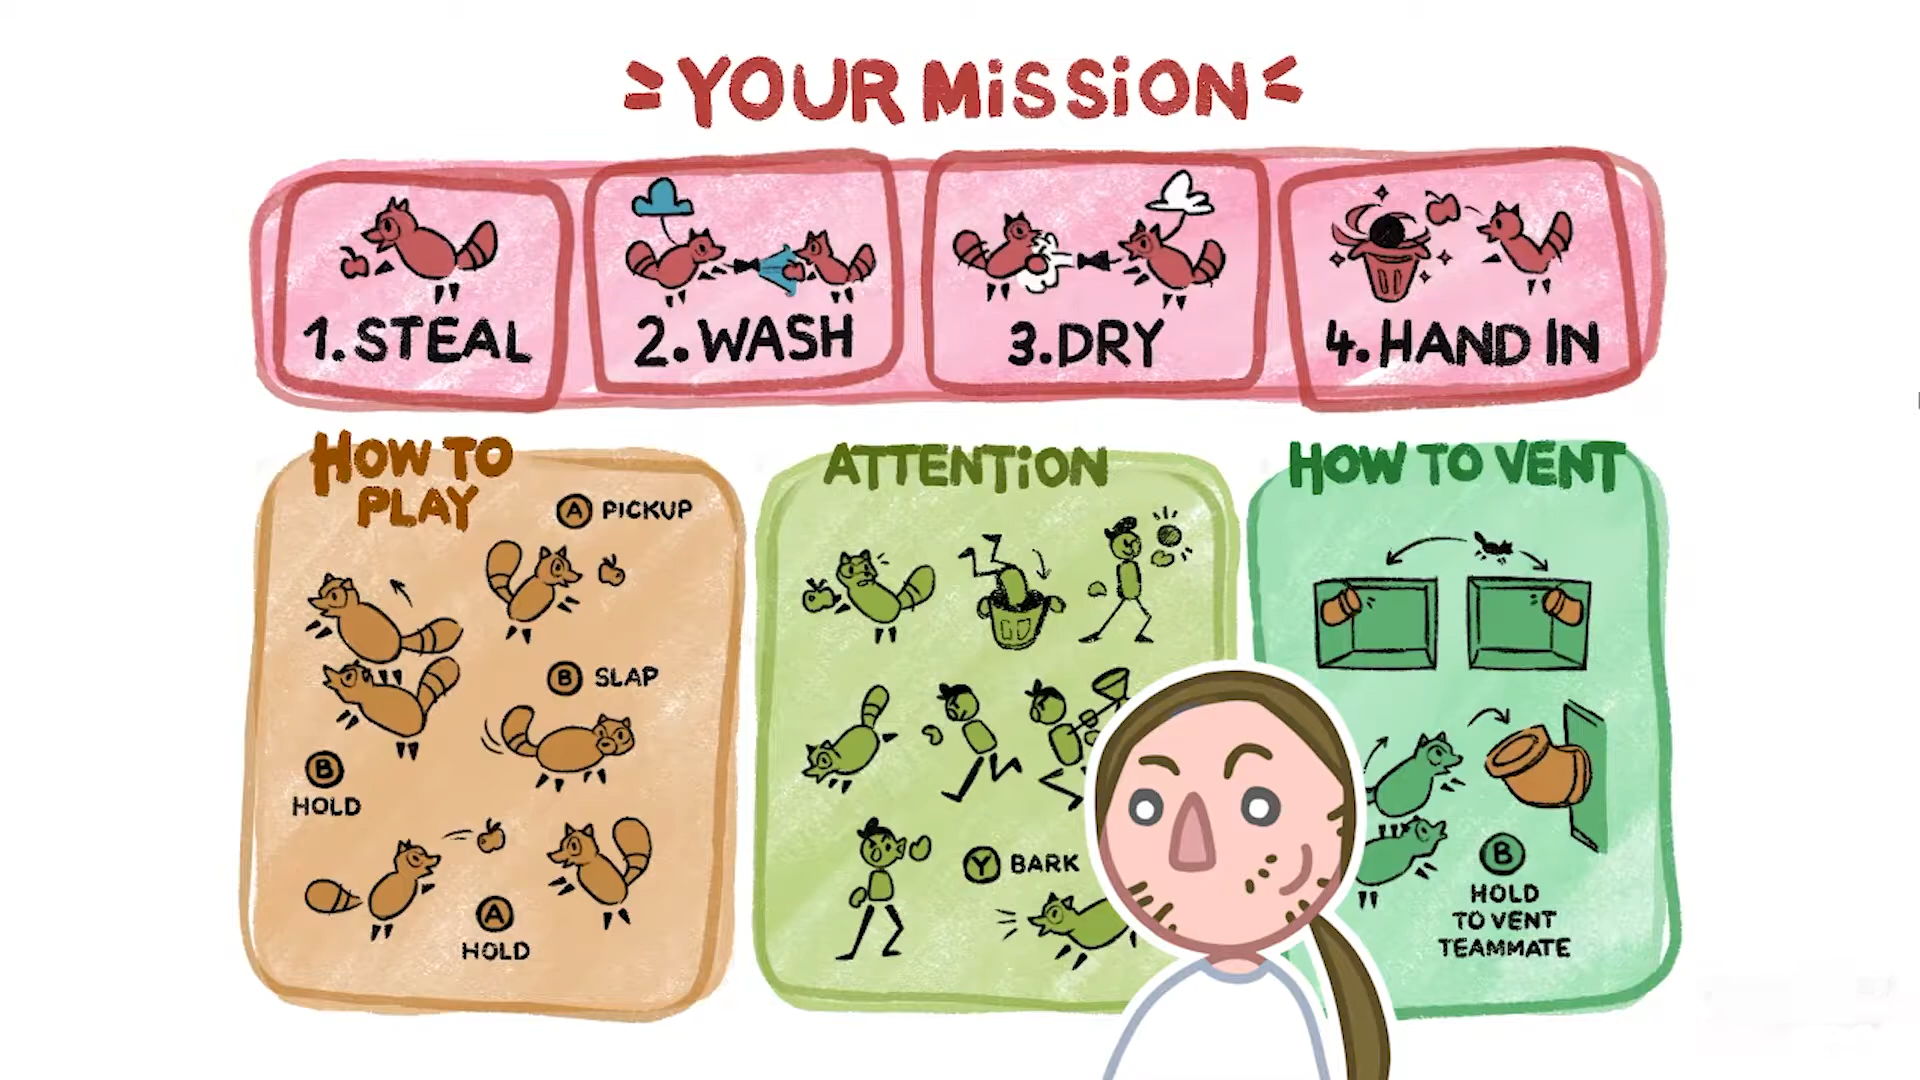 YOUR MiSSiON
1.STEAL
2.WASH
3.DRY
4.HAND IN
HOW TO
PLAY
A PICKUP
B SLAP
B
HOLD
A
HOLD
ATTENTiON
Y BARK
HOW TO VENT
B
HOLD
TO VENT
TEAMMATE